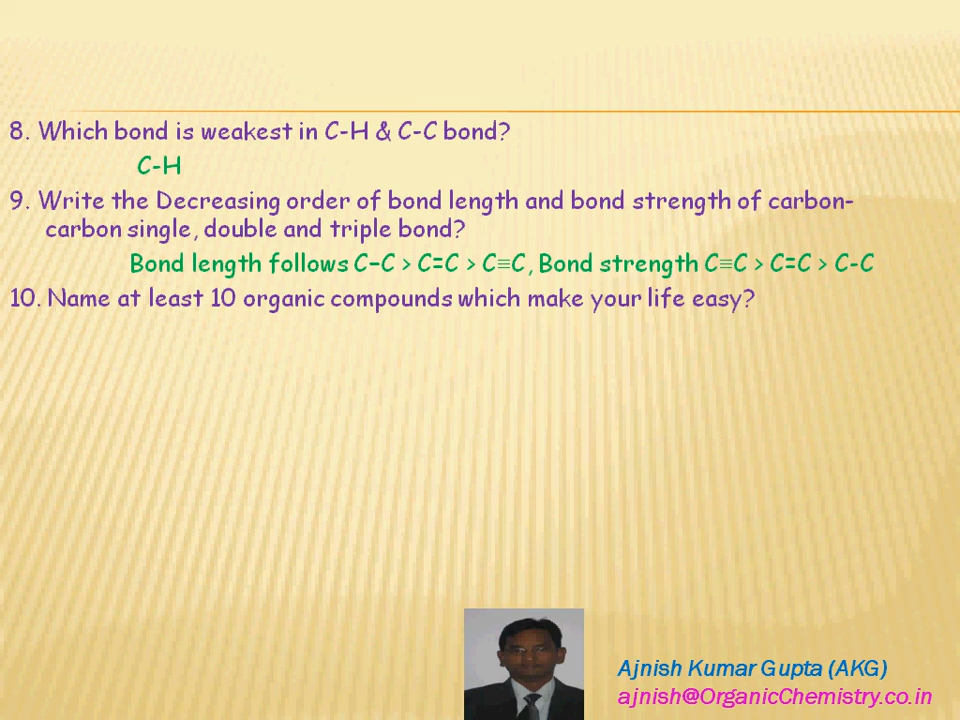 8. Which bond is weakest in C-H & C-C bond?
C-H
9. Write the Decreasing order of bond length and bond strength of carbon-
carbon single, double and triple bond?
Bond length follows C–C > C=C > C≡C, Bond strength C≡C > C=C > C-C
10. Name at least 10 organic compounds which make your life easy?
Ajnish Kumar Gupta (AKG)
ajnish@OrganicChemistry.co.in